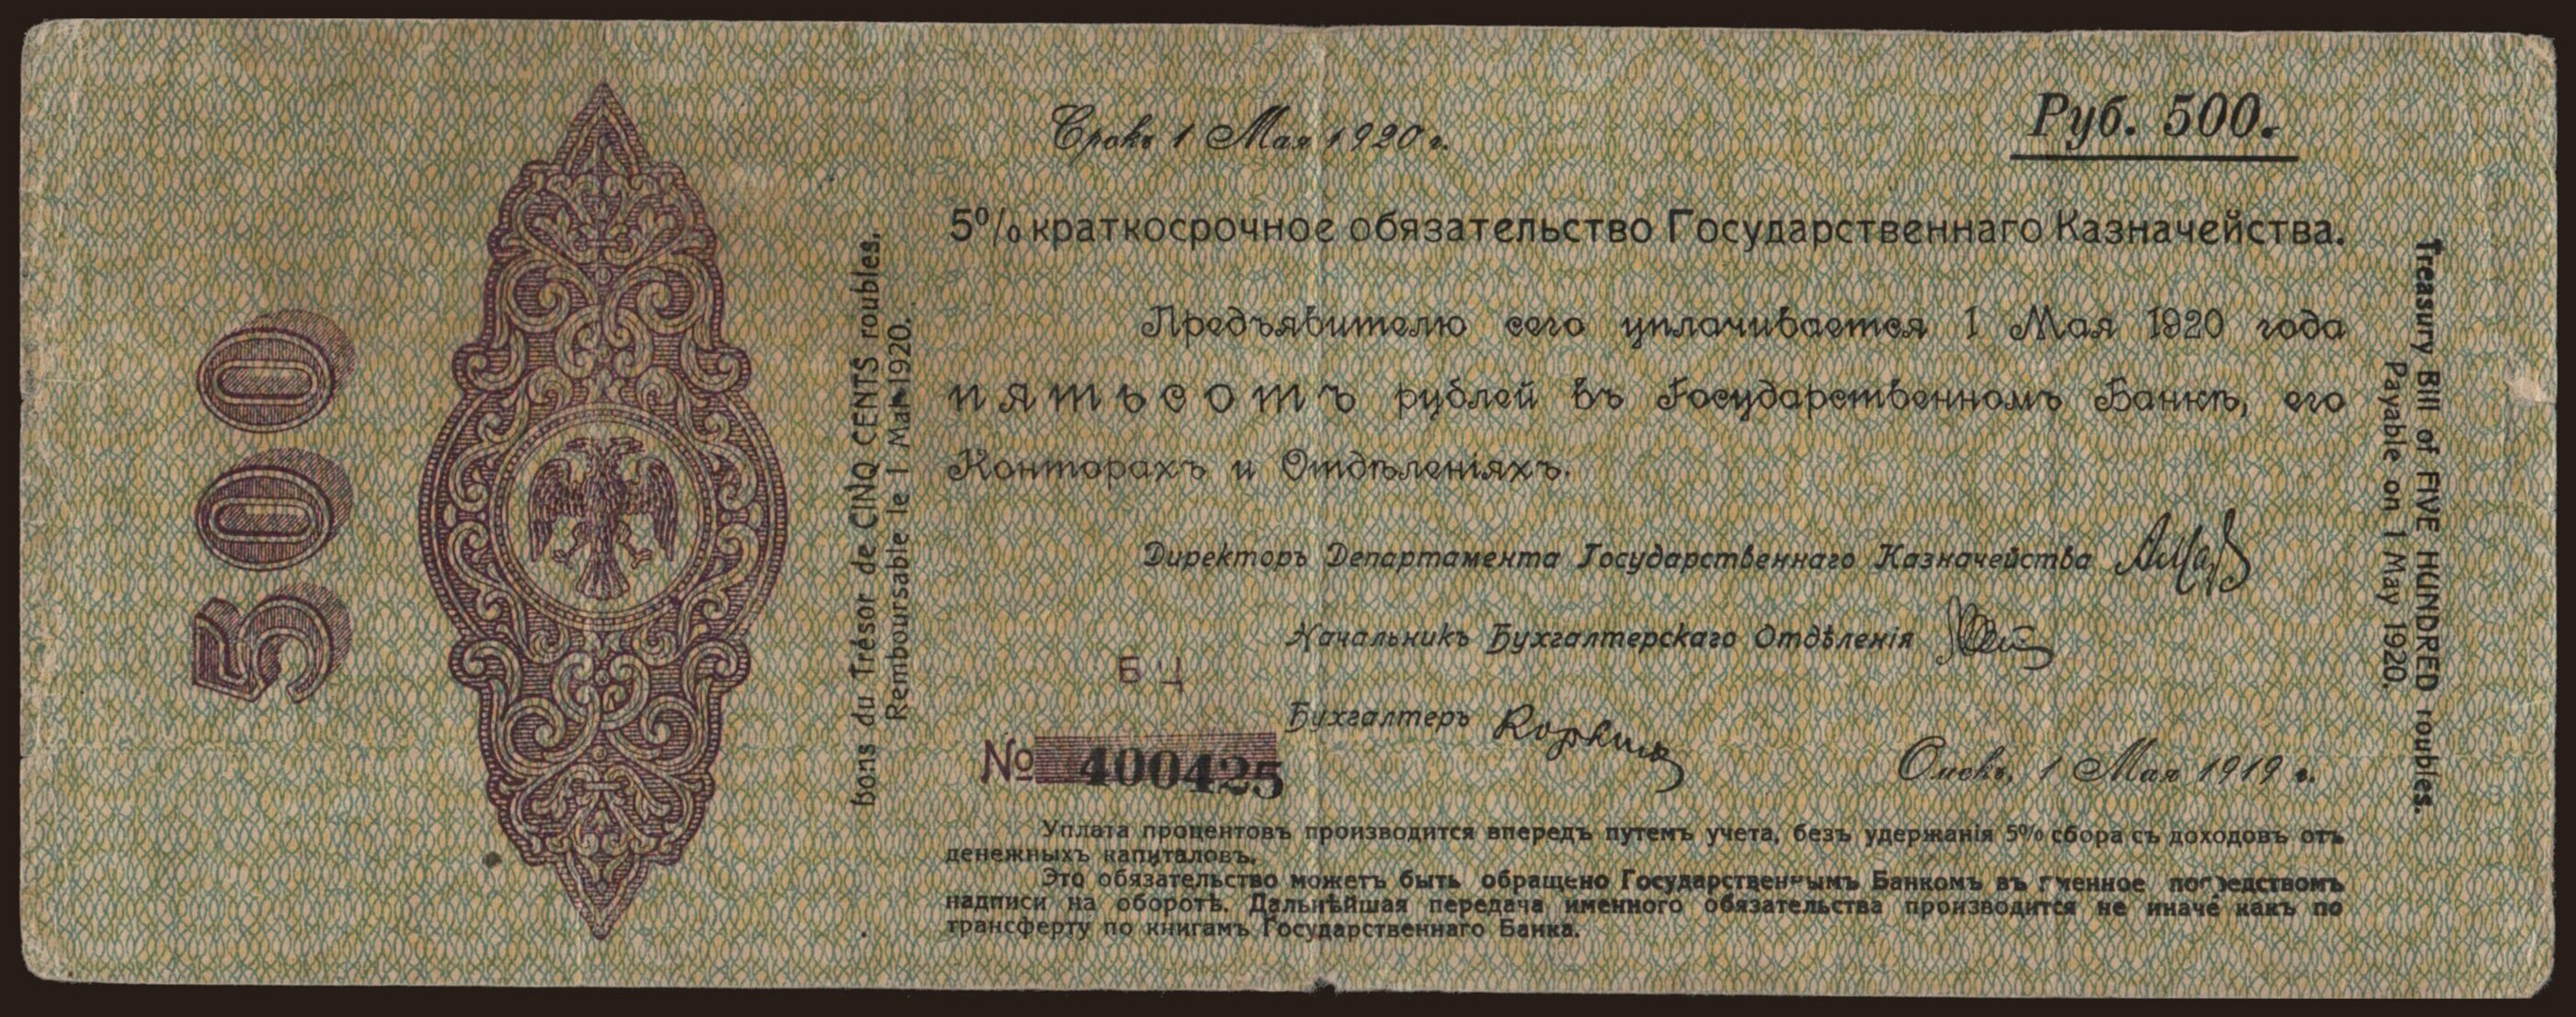 500
bons du Trésor de CINQ CENTS roubles.
Remboursable le 1 Mai 1920.
Срокъ 1 Мая 1920 г.
Руб. 500.
5% краткосрочное обязательство Государственнаго Казначейства.
Предъявителю сего уплачивается 1 Мая 1920 года
пятьсотъ рублей въ Государственномъ Банкѣ, его
Конторахъ и Отдѣленіяхъ.
Директоръ Департамента Государственнаго Казначейства
Начальникъ Бухгалтерскаго Отдѣленія
БЦ
Бухгалтеръ
№ 400425
Омскъ, 1 Мая 1919 г.
Уплата процентовъ производится впередъ путемъ учета, безъ удержанія 5% сбора съ доходовъ отъ
денежныхъ капиталовъ.
Это обязательство можетъ быть обращено Государственнымъ Банкомъ въ именное посредствомъ
надписи на оборотѣ. Дальнѣйшая передача именного обязательства производится не иначе какъ по
трансферту по книгамъ Государственнаго Банка.
Treasury Bill of FIVE HUNDRED roubles.
Payable on 1 May 1920.